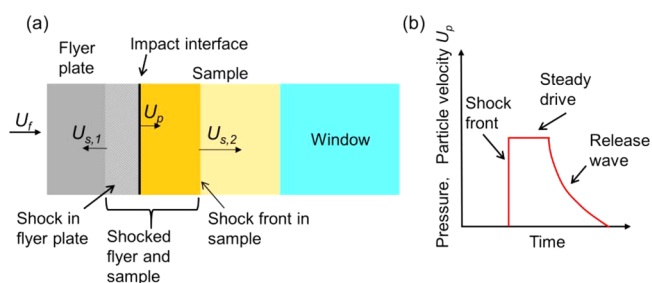 (a)
Flyer
plate
Impact interface
Sample
U_f
U_s,1
U_p
U_s,2
Window
Shock in
flyer plate
Shocked
flyer and
sample
Shock front in
sample
(b)
Pressure, Particle velocity U_p
Shock
front
Steady
drive
Release
wave
Time